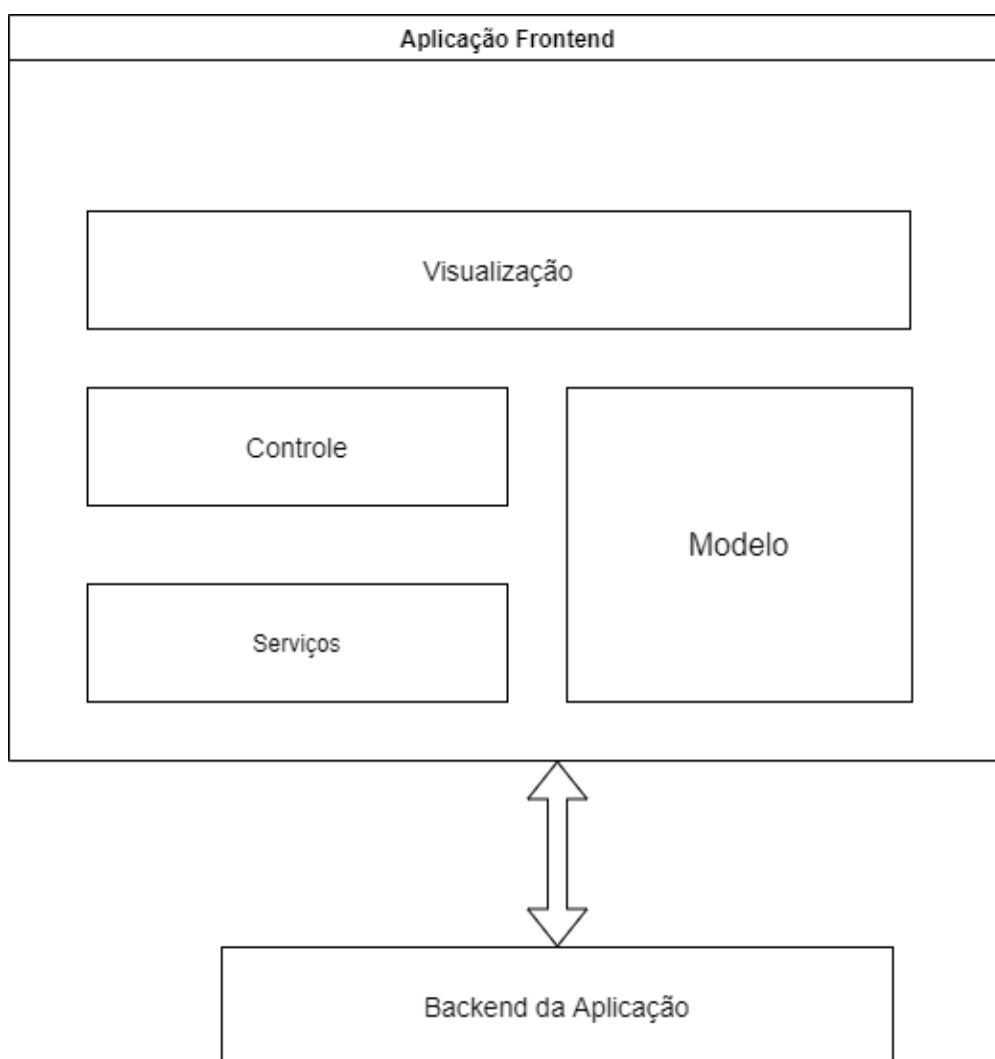 Aplicação Frontend
Visualização
Controle
Modelo
Serviços
Backend da Aplicação